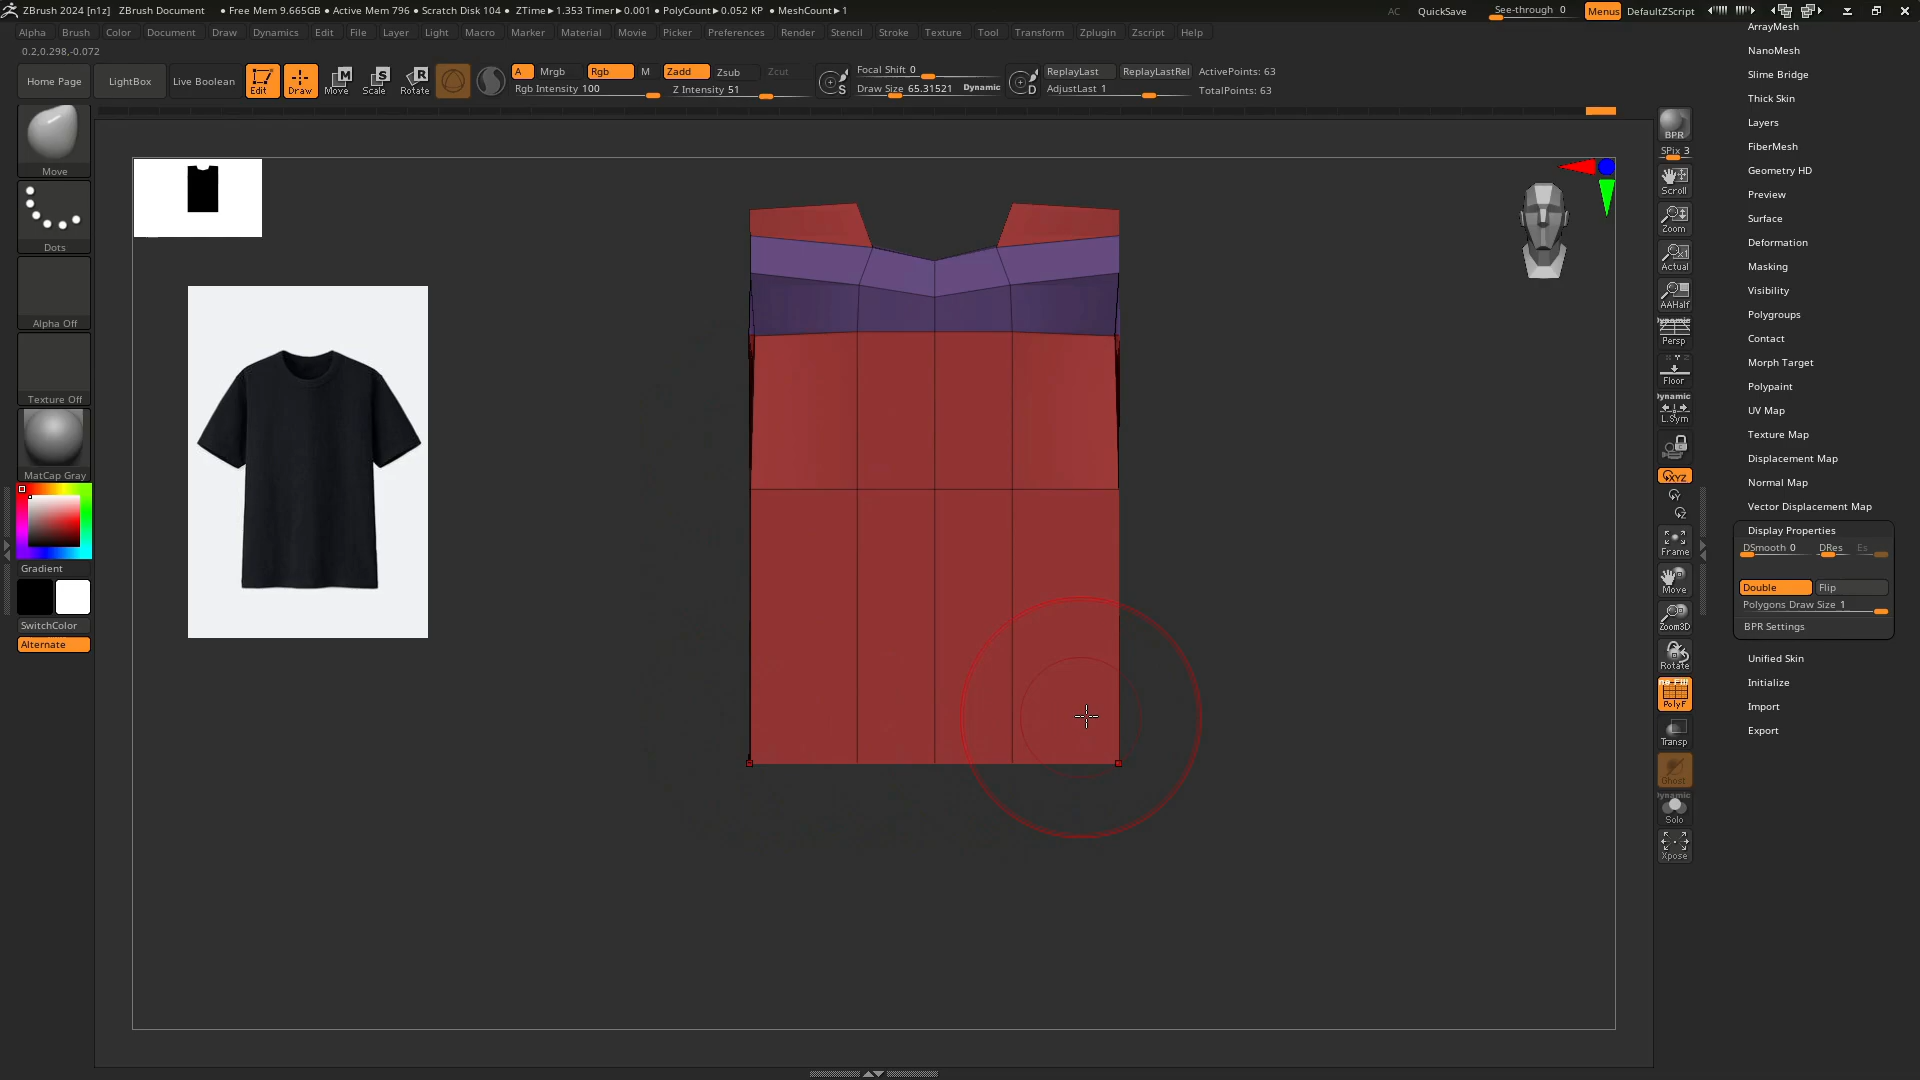 ZBrush 2024 [n1z] ZBrush Document • Free Mem 9.665GB • Active Mem 796 • Scratch Disk 104 • ZTime►1.353 Timer►0.001 • PolyCount►0.052 KP • MeshCount►1 AC QuickSave See-through 0 Menus DefaultZScript
Alpha Brush Color Document Draw Dynamics Edit File Layer Light Macro Marker Material Movie Picker Preferences Render Stencil Stroke Texture Tool Transform Zplugin Zscript Help
0.2,0.298,-0.072
Home Page LightBox Live Boolean Edit Draw Move Scale Rotate
A Mrgb Rgb M Zadd Zsub Zcut
Rgb Intensity 100 Z Intensity 51
Focal Shift 0
Draw Size 65.31521 Dynamic
ReplayLast ReplayLastRel ActivePoints: 63
AdjustLast 1 TotalPoints: 63
Move
Dots
Alpha Off
Texture Off
MatCap Gray
Gradient
SwitchColor
Alternate
BPR
SPix 3
Scroll
Zoom
Actual
AAHalf
Dynamic
Persp
Floor
Dynamic
L.Sym
XYZ
Frame
Move
Zoom3D
Rotate
PolyF
Transp
Ghost
Dynamic
Solo
Xpose
ArrayMesh
NanoMesh
Slime Bridge
Thick Skin
Layers
FiberMesh
Geometry HD
Preview
Surface
Deformation
Masking
Visibility
Polygroups
Contact
Morph Target
Polypaint
UV Map
Texture Map
Displacement Map
Normal Map
Vector Displacement Map
Display Properties
DSmooth 0 DRes Es
Double Flip
Polygons Draw Size 1
BPR Settings
Unified Skin
Initialize
Import
Export